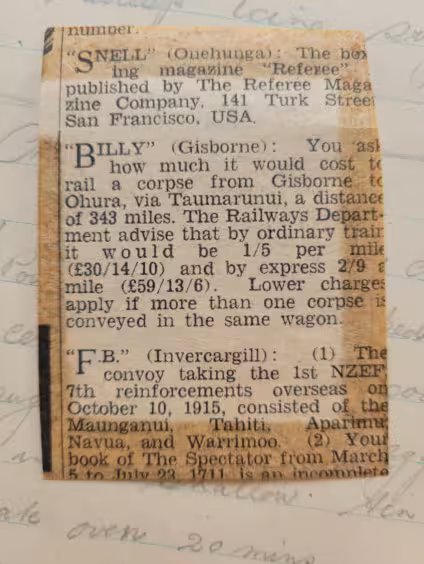 number.
"SNELL" (Onehunga): The box
ing magazine "Referee"
published by The Referee Maga
zine Company, 141 Turk Street
San Francisco, USA.
"BILLY" (Gisborne): You ask
how much it would cost to
rail a corpse from Gisborne to
Ohura, via Taumarunui, a distance
of 343 miles. The Railways Depart-
ment advise that by ordinary train
it would be 1/5 per mile
(£30/14/10) and by express 2/9 a
mile (£59/13/6). Lower charges
apply if more than one corpse is
conveyed in the same wagon.
"F.B." (Invercargill): (1) The
convoy taking the 1st NZEF
7th reinforcements overseas on
October 10, 1915, consisted of the
Maunganui, Tahiti, Aparima,
Navua, and Warrimoo. (2) Your
book of The Spectator from March
5 to July 23, 1711 is an incomplete
over 20 mins